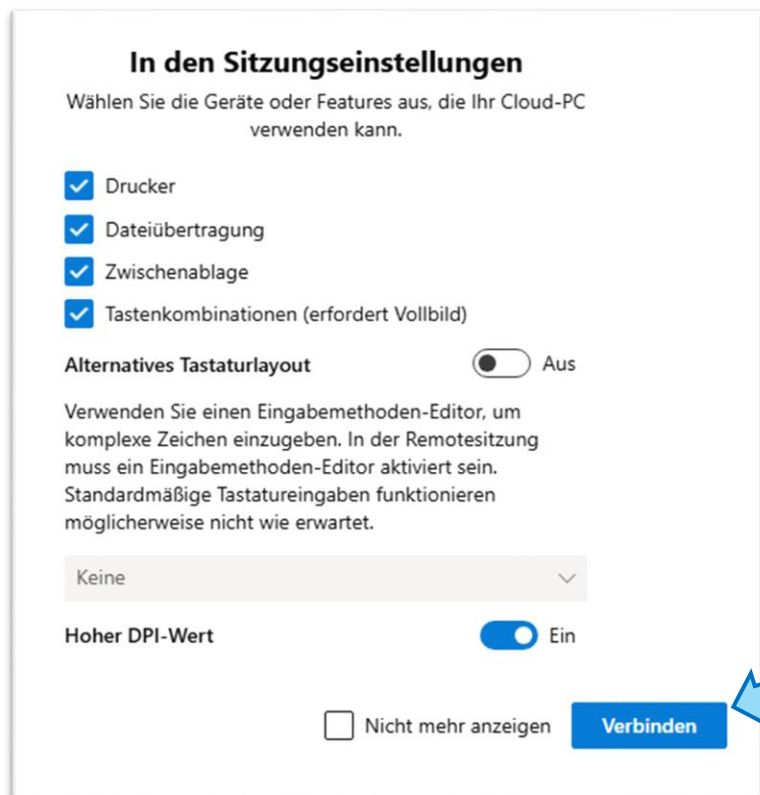 In den Sitzungseinstellungen
Wählen Sie die Geräte oder Features aus, die Ihr Cloud-PC
verwenden kann.
Drucker
Dateiübertragung
Zwischenablage
Tastenkombinationen (erfordert Vollbild)
Alternatives Tastaturlayout Aus
Verwenden Sie einen Eingabemethoden-Editor, um
komplexe Zeichen einzugeben. In der Remotesitzung
muss ein Eingabemethoden-Editor aktiviert sein.
Standardmäßige Tastatureingaben funktionieren
möglicherweise nicht wie erwartet.
Keine
Hoher DPI-Wert Ein
Nicht mehr anzeigen Verbinden